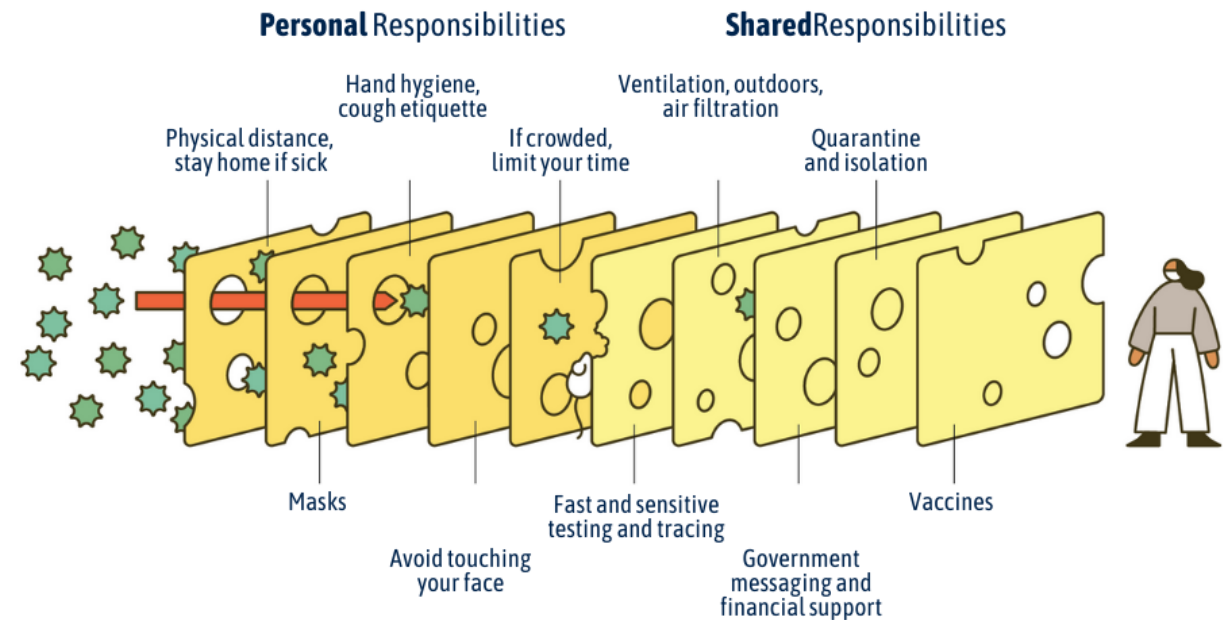 Personal Responsibilities
SharedResponsibilities
Hand hygiene,
cough etiquette
Ventilation, outdoors,
air filtration
Physical distance,
stay home if sick
If crowded,
limit your time
Quarantine
and isolation
Masks
Fast and sensitive
testing and tracing
Vaccines
Avoid touching
your face
Government
messaging and
financial support